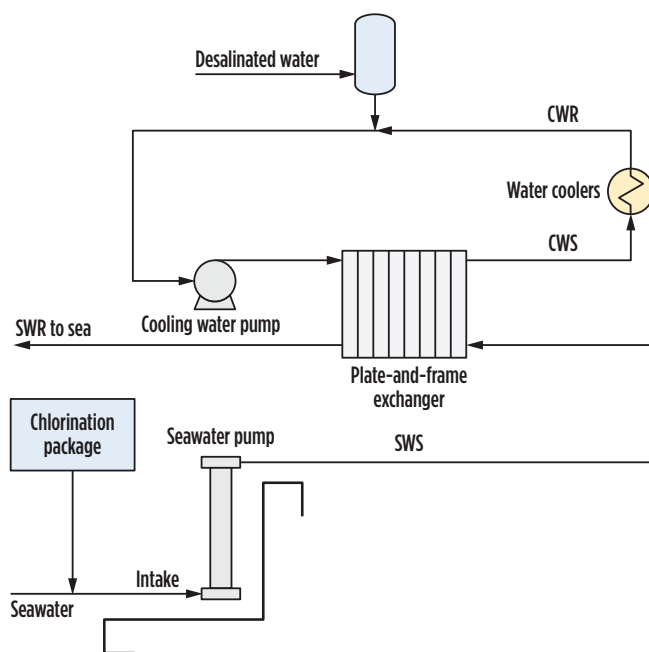 Desalinated water
CWR
Water coolers
CWS
Cooling water pump
SWR to sea
Plate-and-frame
exchanger
Chlorination
package
Seawater pump
SWS
Intake
Seawater